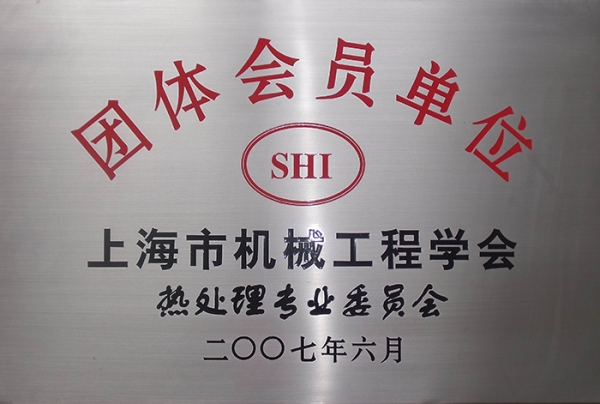 团体会员单位
SHI
上海市机械工程学会
热处理专业委员会
二〇〇七年六月